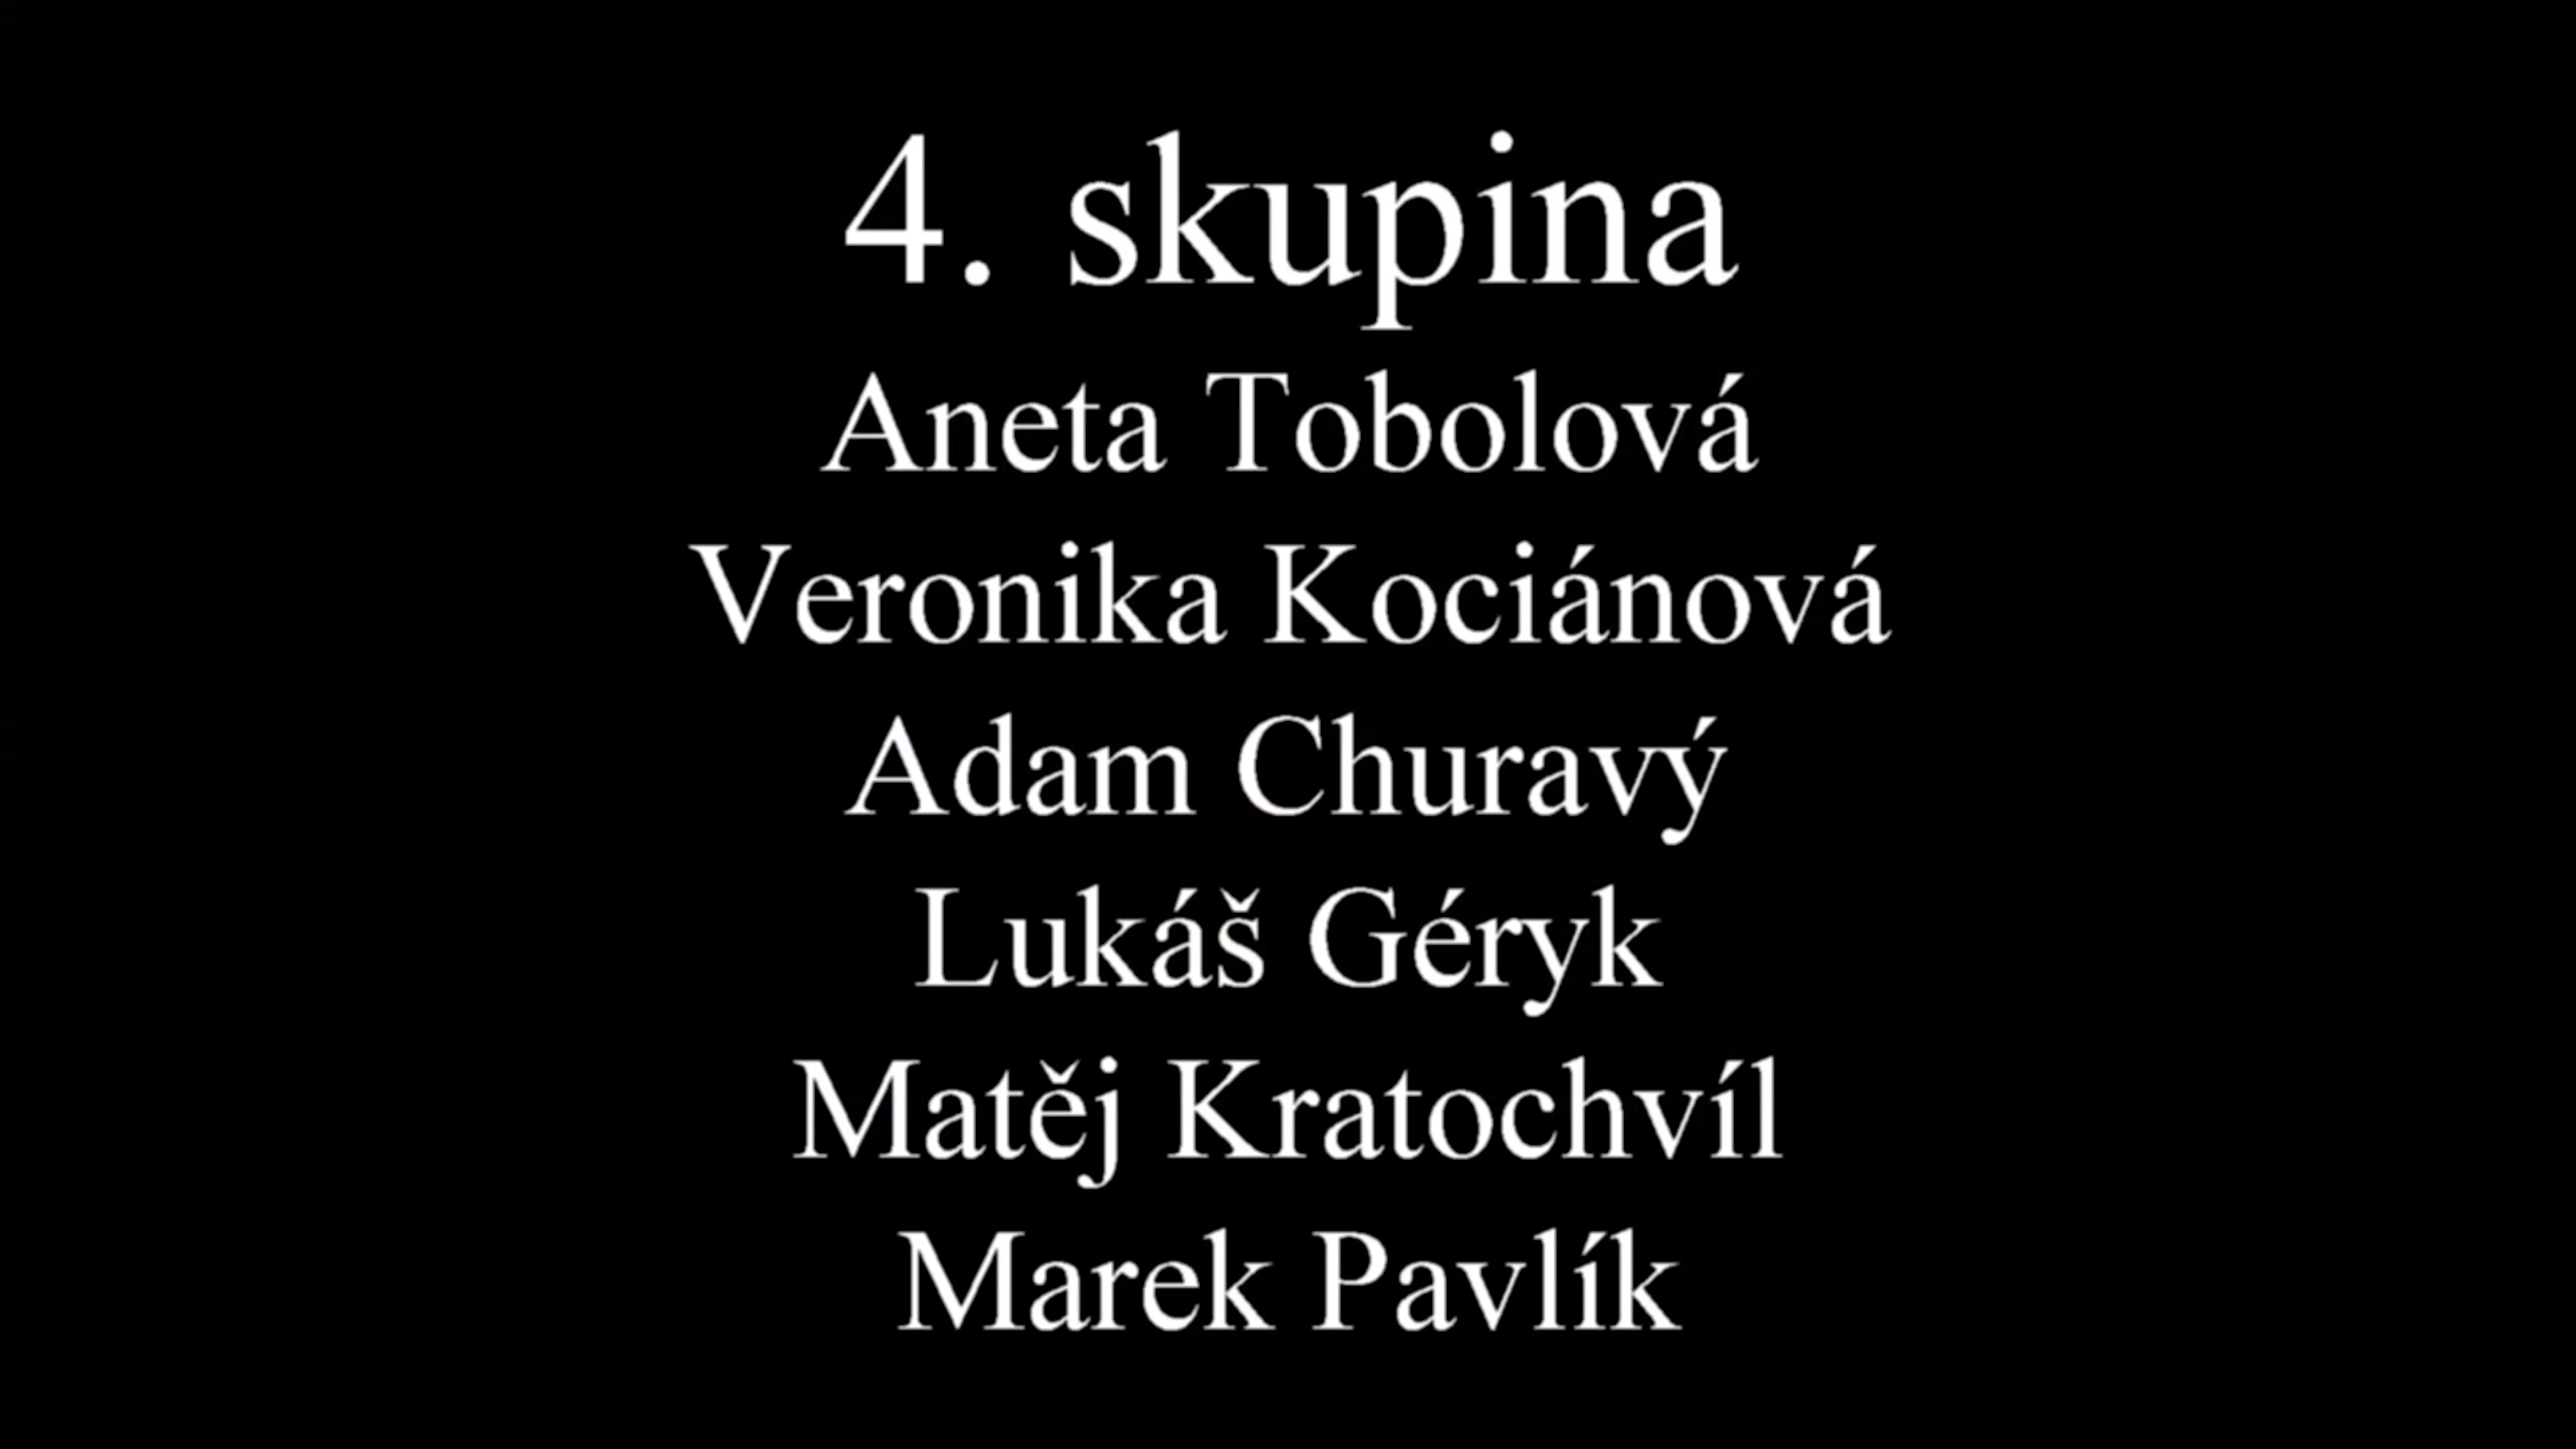 4. skupina
Aneta Tobolová
Veronika Kociánová
Adam Churavý
Lukáš Géryk
Matěj Kratochvíl
Marek Pavlík